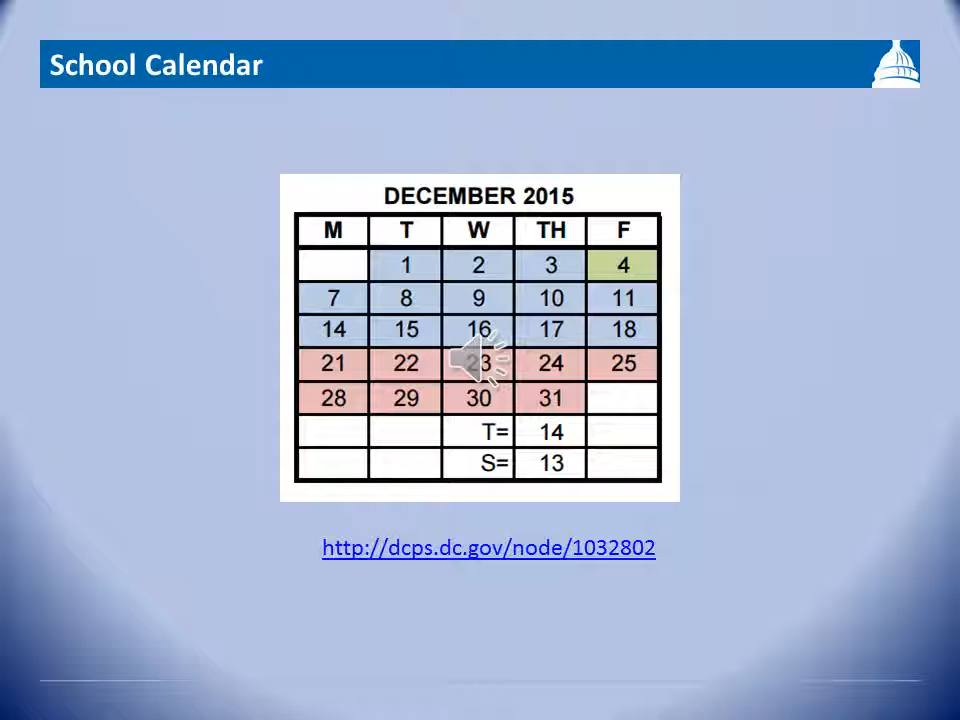 School Calendar
DECEMBER 2015
M T W TH F
1 2 3 4
7 8 9 10 11
14 15 16 17 18
21 22 23 24 25
28 29 30 31
T= 14
S= 13
http://dcps.dc.gov/node/1032802